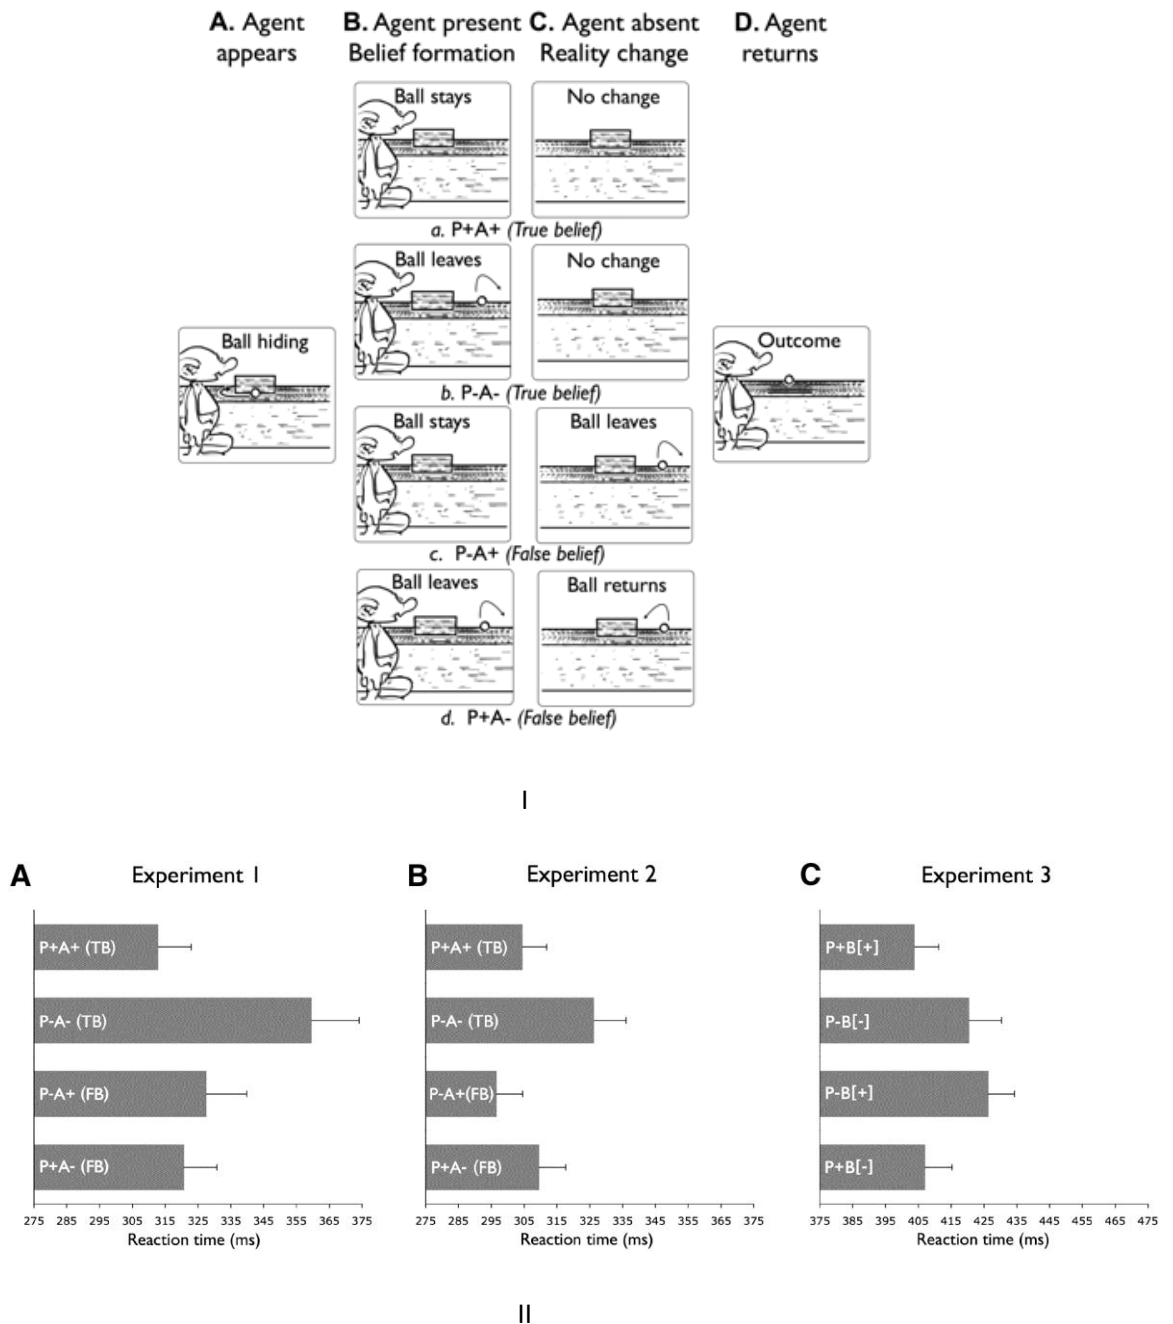 A. Agent appears
B. Agent present Belief formation
C. Agent absent Reality change
D. Agent returns
Ball stays
No change
a. P+A+ (True belief)
Ball leaves
No change
b. P-A- (True belief)
Ball hiding
Outcome
Ball stays
Ball leaves
c. P-A+ (False belief)
Ball leaves
Ball returns
d. P+A- (False belief)
I
A Experiment 1
P+A+ (TB)
P-A- (TB)
P-A+ (FB)
P+A- (FB)
275 285 295 305 315 325 335 345 355 365 375
Reaction time (ms)
B Experiment 2
P+A+ (TB)
P-A- (TB)
P-A+(FB)
P+A- (FB)
275 285 295 305 315 325 335 345 355 365 375
Reaction time (ms)
C Experiment 3
P+B[+]
P-B[-]
P-B[+]
P+B[-]
375 385 395 405 415 425 435 445 455 465 475
Reaction time (ms)
II